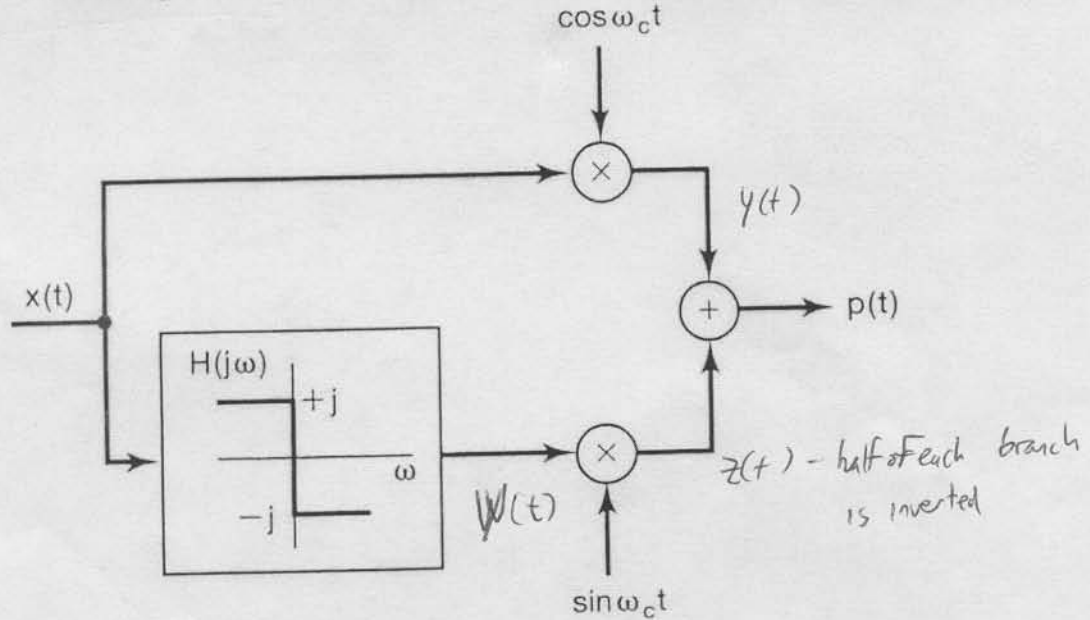 cos ω_c t
×
y(t)
x(t)
+
p(t)
H(jω)
+j
ω
−j
W(t)
×
z(t) - half of each branch
is inverted
sin ω_c t